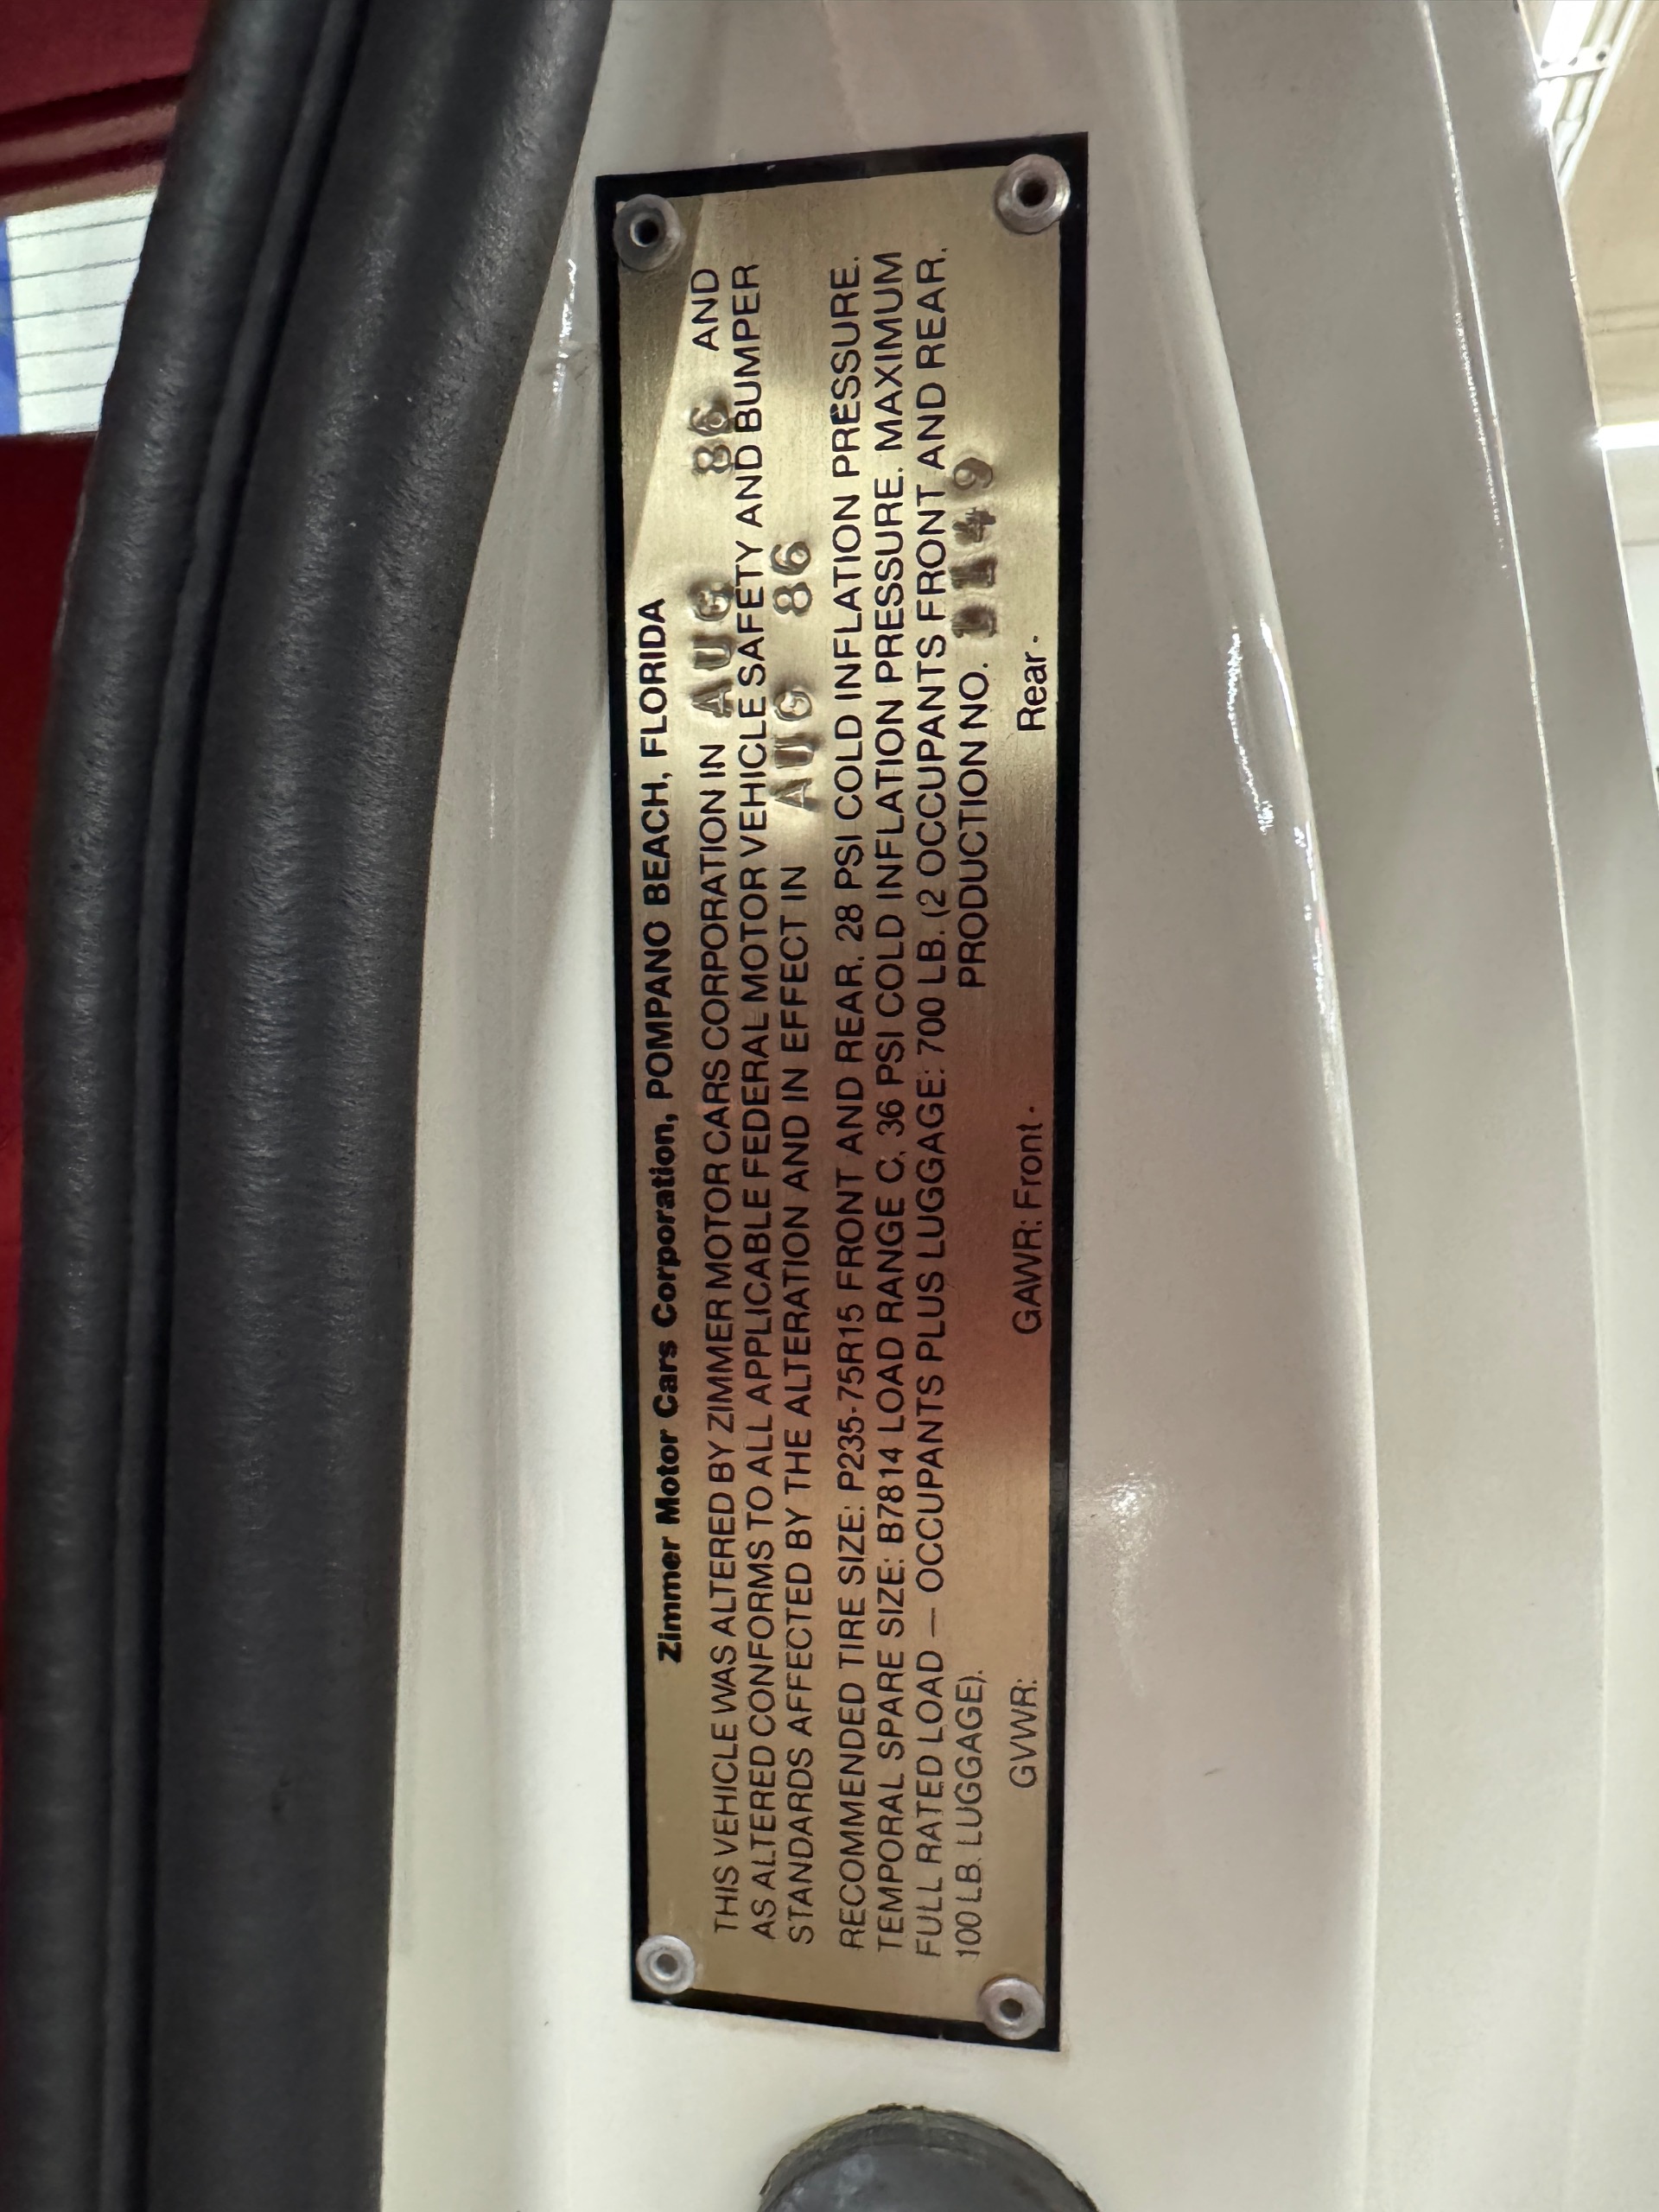 Zimmer Motor Cars Corporation, POMPANO BEACH, FLORIDA
THIS VEHICLE WAS ALTERED BY ZIMMER MOTOR CARS CORPORATION IN AUG 86 AND
AS ALTERED CONFORMS TO ALL APPLICABLE FEDERAL MOTOR VEHICLE SAFETY AND BUMPER
STANDARDS AFFECTED BY THE ALTERATION AND IN EFFECT IN AUG 86
RECOMMENDED TIRE SIZE: P235-75R15 FRONT AND REAR. 28 PSI COLD INFLATION PRESSURE.
TEMPORAL SPARE SIZE: B7814 LOAD RANGE C, 36 PSI COLD INFLATION PRESSURE. MAXIMUM
FULL RATED LOAD — OCCUPANTS PLUS LUGGAGE: 700 LB. (2 OCCUPANTS FRONT AND REAR.
100 LB. LUGGAGE). PRODUCTION NO.
GVWR: GAWR: Front - Rear -